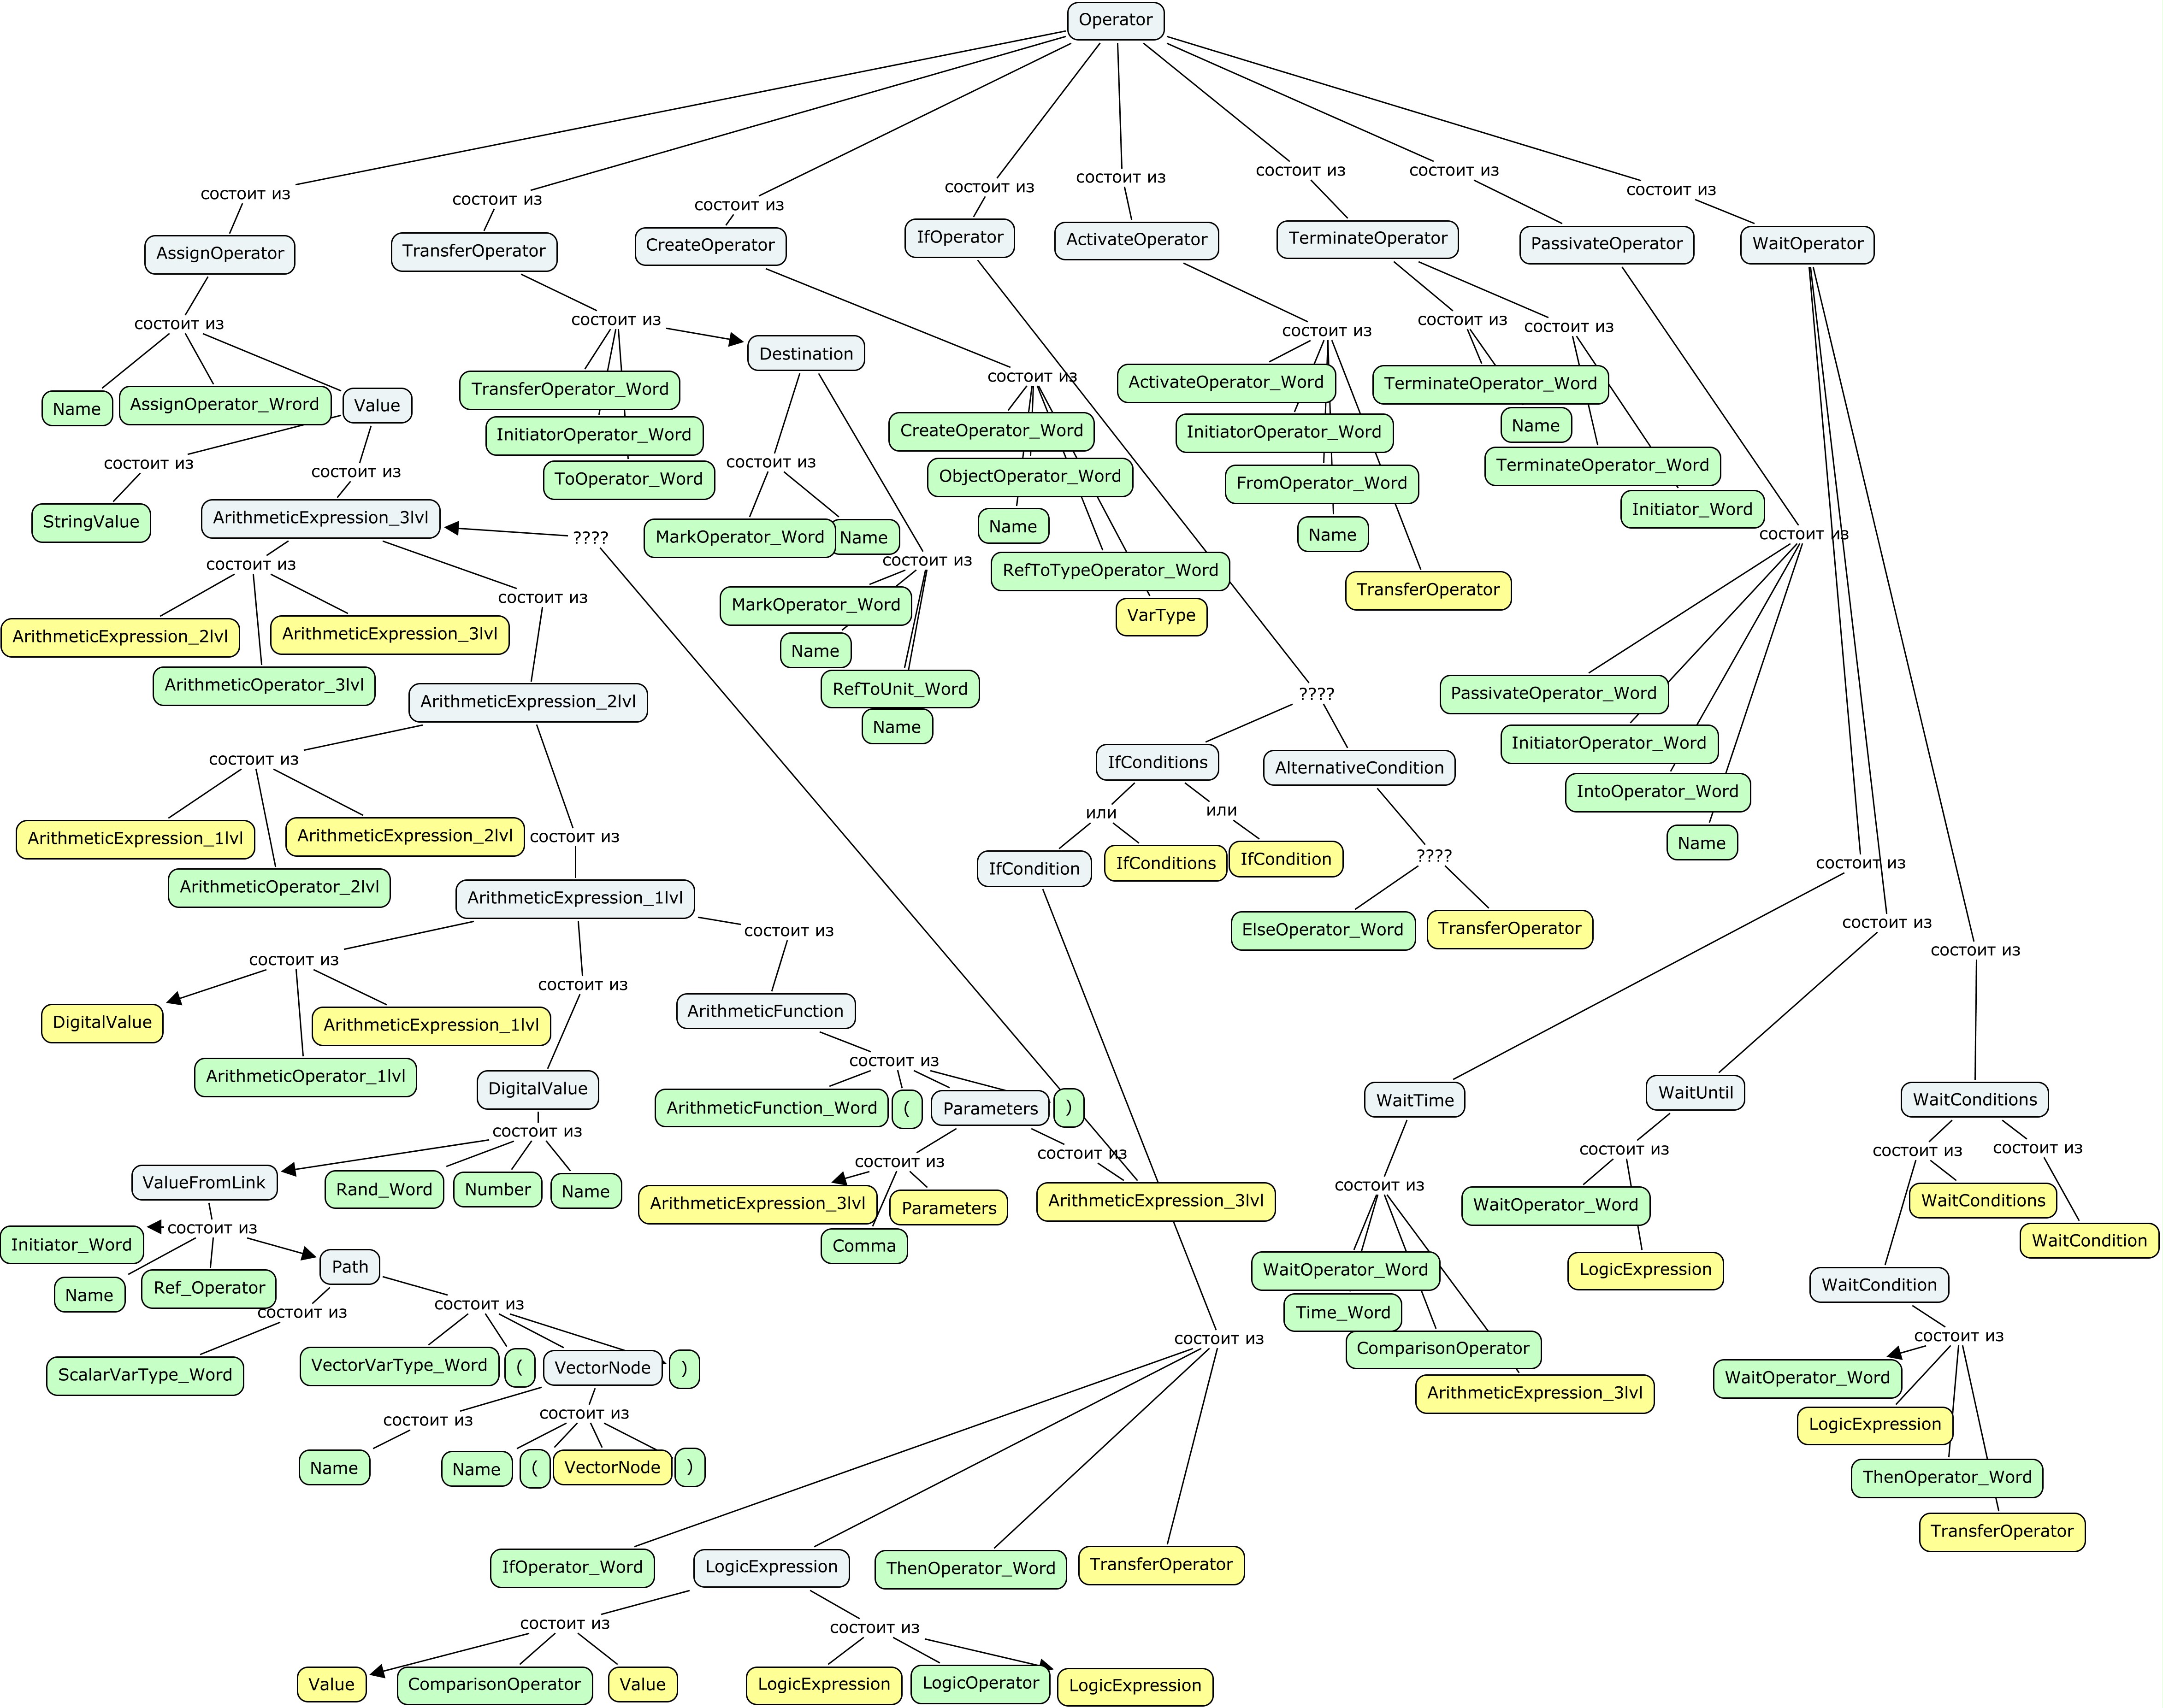 Operator
состоит из
состоит из
состоит из
состоит из
состоит из
состоит из
состоит из
состоит из
AssignOperator
TransferOperator
CreateOperator
IfOperator
ActivateOperator
TerminateOperator
PassivateOperator
WaitOperator
состоит из
состоит из
состоит из
состоит из
состоит из
состоит из
Destination
Name
AssignOperator_Wrord
Value
TransferOperator_Word
InitiatorOperator_Word
ToOperator_Word
CreateOperator_Word
ObjectOperator_Word
Name
RefToTypeOperator_Word
VarType
ActivateOperator_Word
InitiatorOperator_Word
FromOperator_Word
Name
TransferOperator
TerminateOperator_Word
Name
TerminateOperator_Word
Initiator_Word
состоит из
состоит из
состоит из
StringValue
ArithmeticExpression_3lvl
????
MarkOperator_Word
Name
состоит из
MarkOperator_Word
Name
RefToUnit_Word
Name
состоит из
состоит из
состоит из
ArithmeticExpression_2lvl
ArithmeticExpression_3lvl
ArithmeticOperator_3lvl
ArithmeticExpression_2lvl
????
PassivateOperator_Word
InitiatorOperator_Word
IntoOperator_Word
Name
состоит из
состоит из
IfConditions
AlternativeCondition
или
или
????
ArithmeticExpression_1lvl
ArithmeticExpression_2lvl
ArithmeticOperator_2lvl
IfCondition
IfConditions
IfCondition
ElseOperator_Word
TransferOperator
состоит из
состоит из
состоит из
ArithmeticExpression_1lvl
состоит из
состоит из
состоит из
DigitalValue
ArithmeticExpression_1lvl
ArithmeticOperator_1lvl
ArithmeticFunction
состоит из
DigitalValue
ArithmeticFunction_Word
(
Parameters
)
WaitTime
WaitUntil
WaitConditions
состоит из
состоит из
состоит из
состоит из
состоит из
состоит из
ValueFromLink
Rand_Word
Number
Name
ArithmeticExpression_3lvl
Parameters
Comma
ArithmeticExpression_3lvl
состоит из
WaitOperator_Word
LogicExpression
WaitConditions
WaitCondition
состоит из
Initiator_Word
Name
Ref_Operator
Path
WaitOperator_Word
Time_Word
ComparisonOperator
ArithmeticExpression_3lvl
WaitCondition
состоит из
состоит из
состоит из
состоит из
ScalarVarType_Word
VectorVarType_Word
(
VectorNode
)
WaitOperator_Word
LogicExpression
ThenOperator_Word
TransferOperator
состоит из
состоит из
Name
Name
(
VectorNode
)
IfOperator_Word
LogicExpression
ThenOperator_Word
TransferOperator
состоит из
состоит из
Value
ComparisonOperator
Value
LogicExpression
LogicOperator
LogicExpression